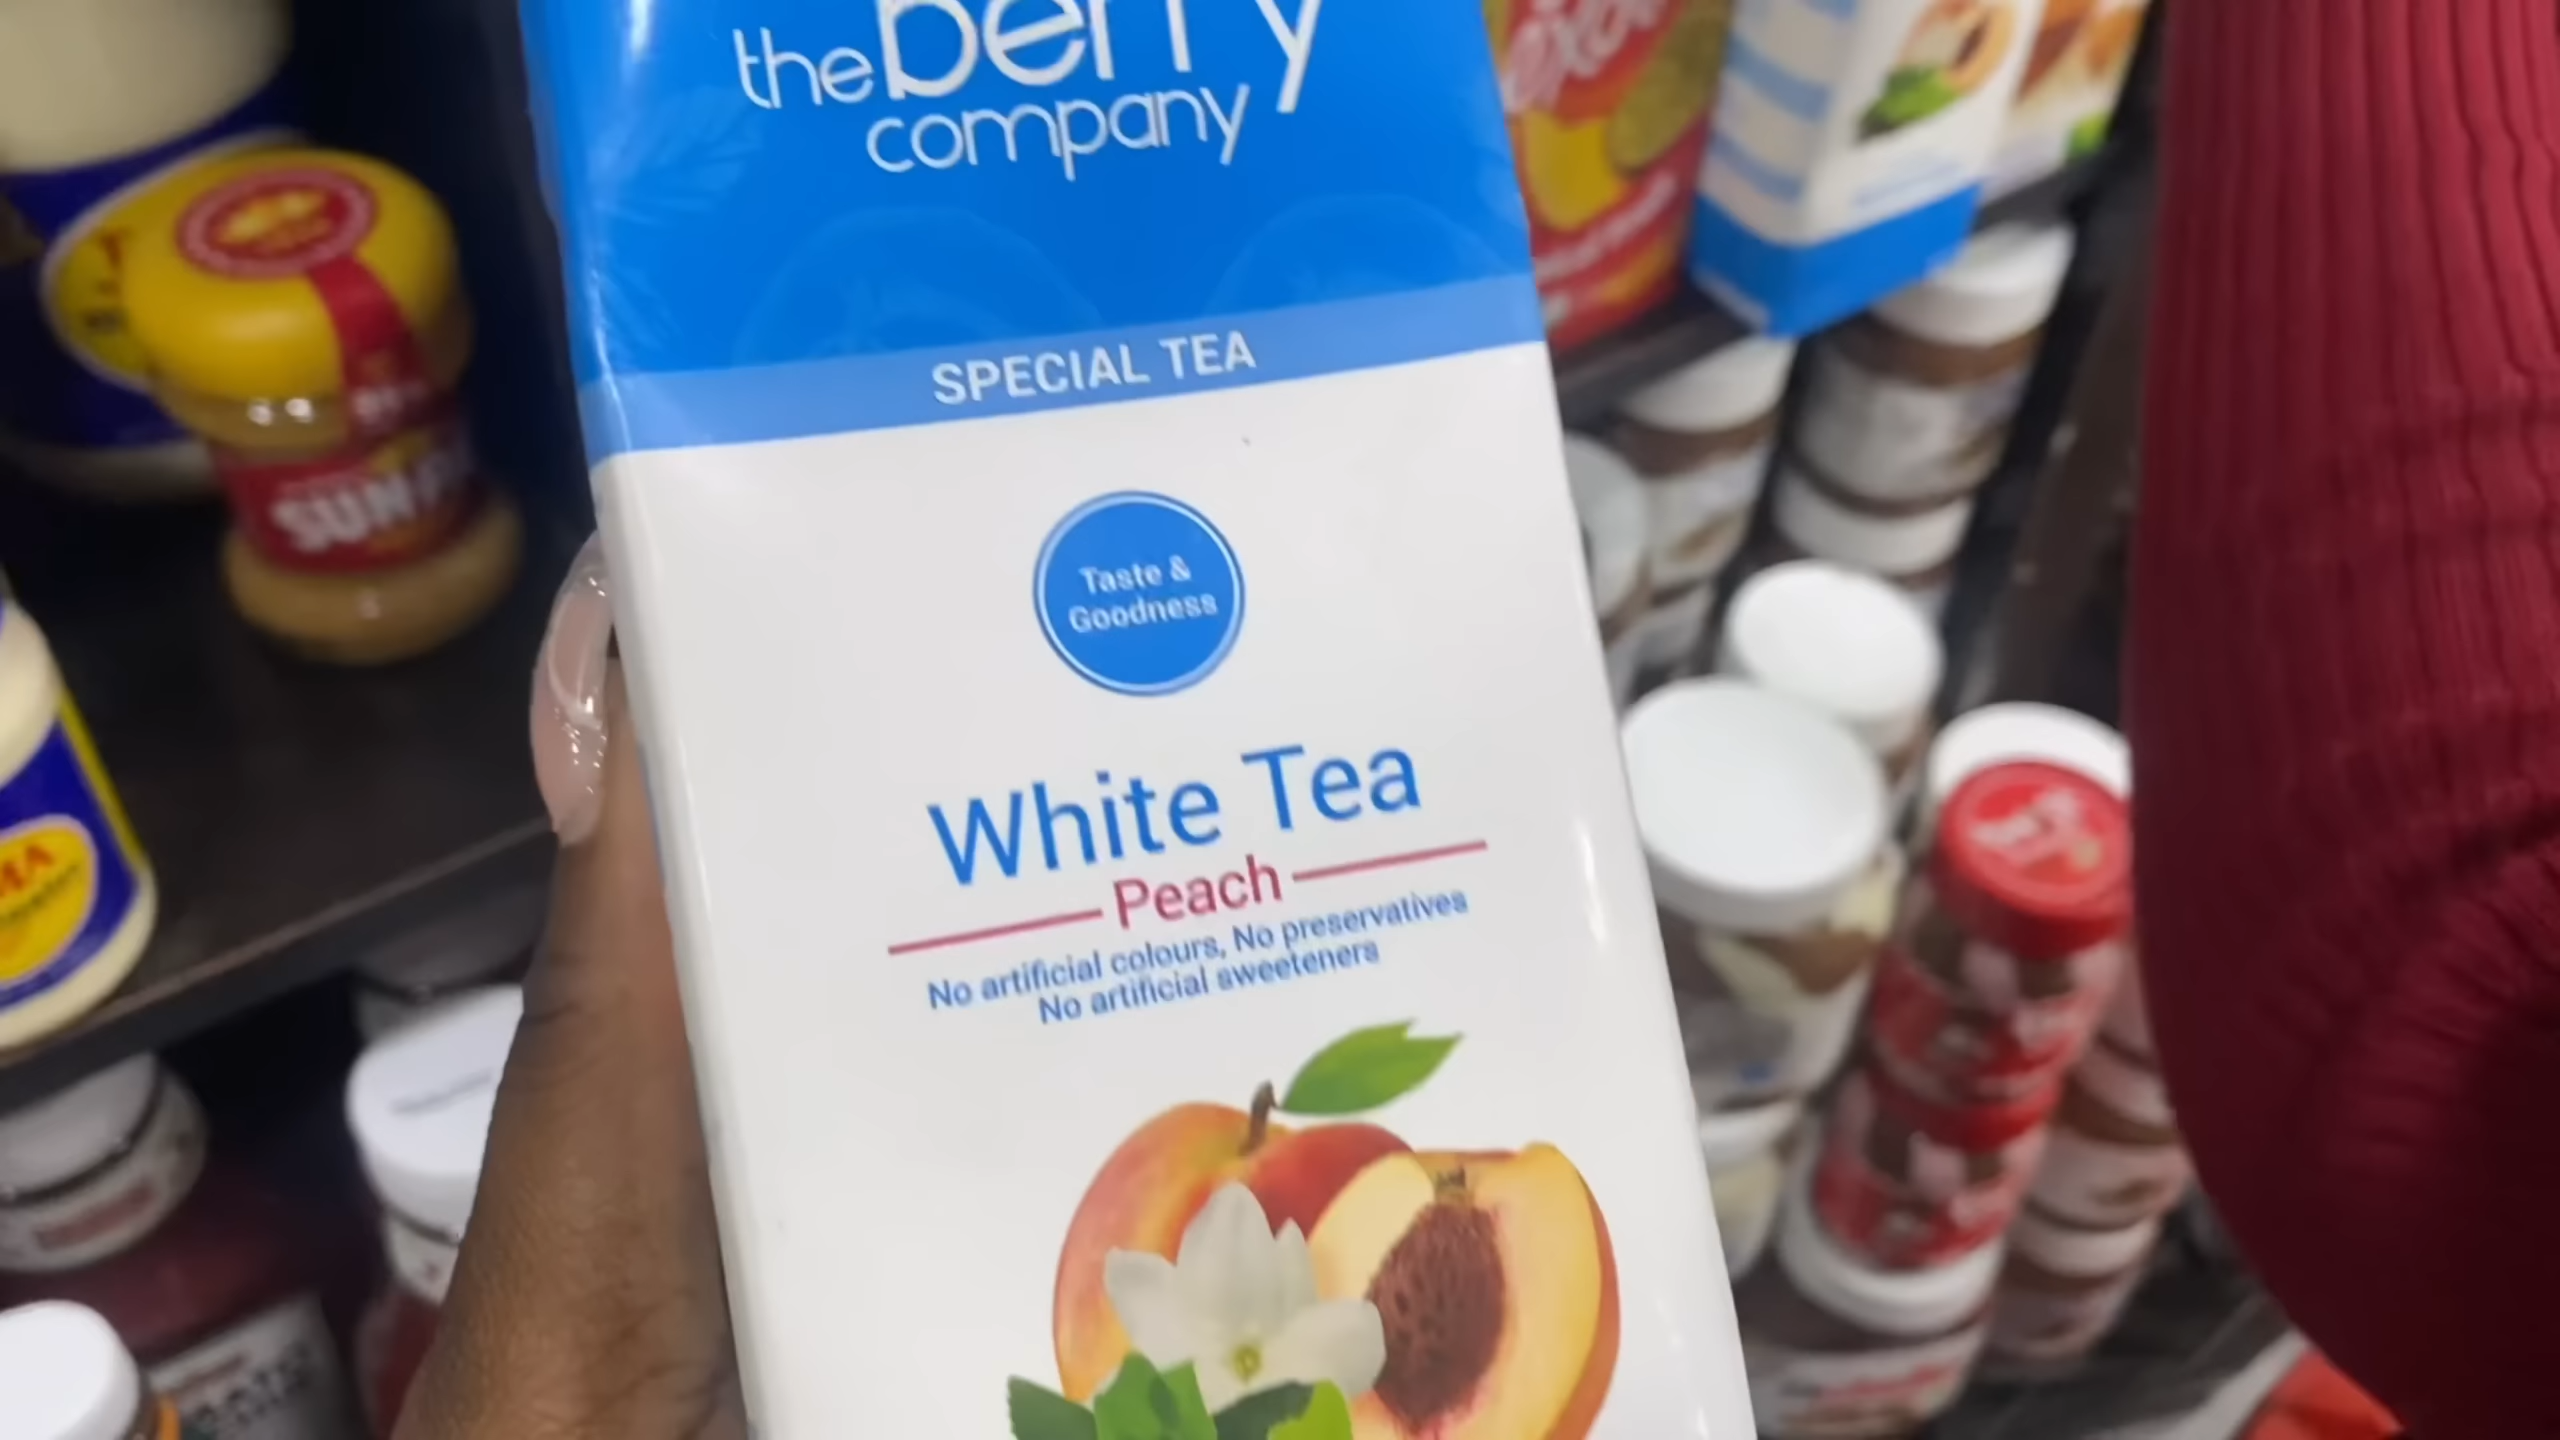 the berry
company
SPECIAL TEA
Taste &
Goodness
White Tea
Peach
No artificial colours, No preservatives
No artificial sweeteners